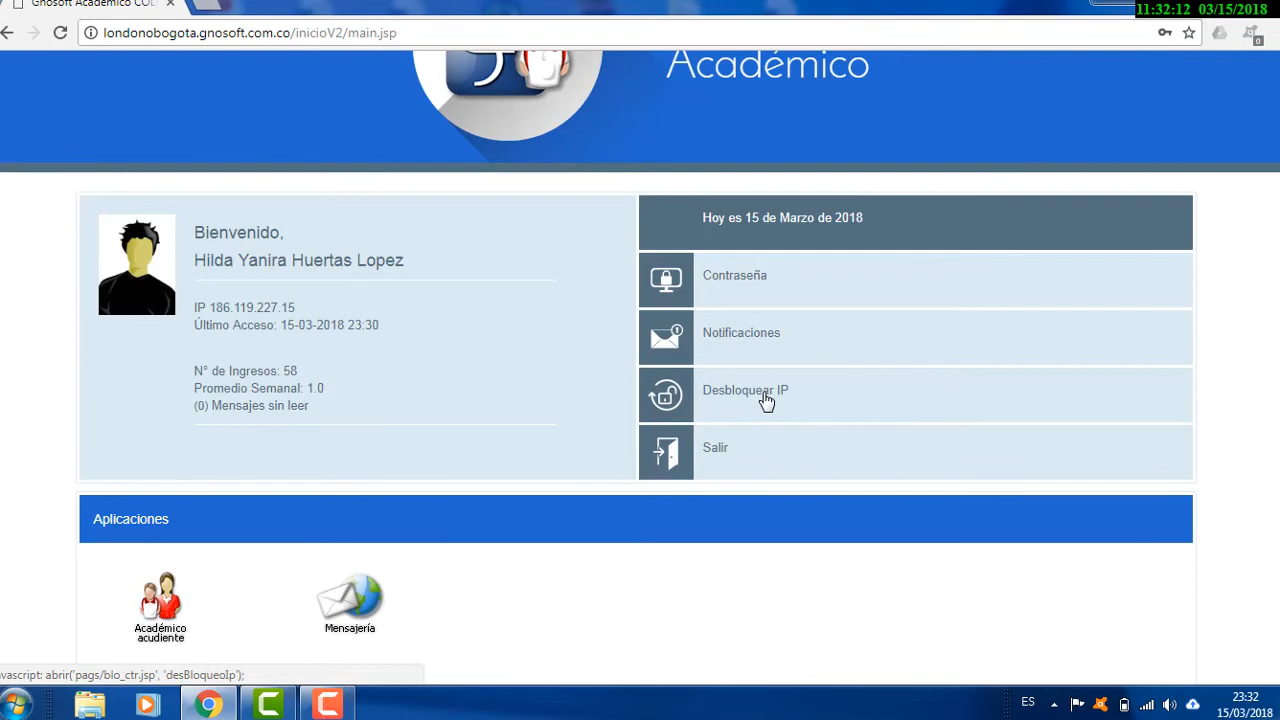 Gnosoft Académico COL
11:32:12 03/15/2018
londonobogota.gnosoft.com.co/inicioV2/main.jsp
0
Académico
Bienvenido,
Hilda Yanira Huertas Lopez
IP 186.119.227.15
Último Acceso: 15-03-2018 23:30
N° de Ingresos: 58
Promedio Semanal: 1.0
(0) Mensajes sin leer
Hoy es 15 de Marzo de 2018
Contraseña
Notificaciones
Desbloquear IP
Salir
Aplicaciones
Académico
acudiente
Mensajería
avascript: abrir('pags/blo_ctr.jsp', 'desBloqueoIp');
ES
23:32
15/03/2018